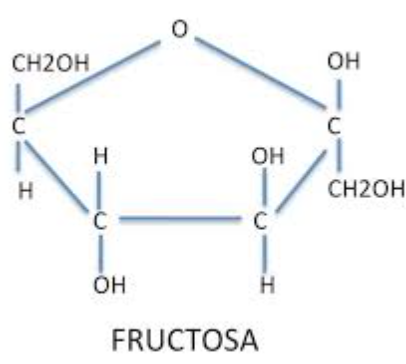 O
CH2OH OH
C C
H H OH
CH2OH
C C
OH H
FRUCTOSA